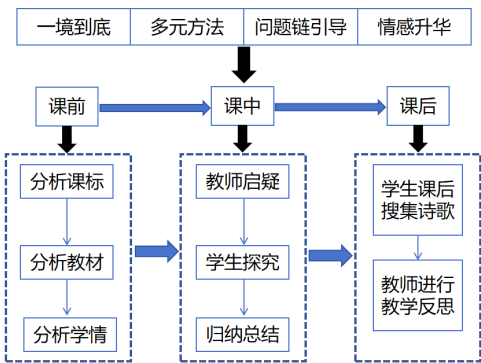 一境到底 多元方法 问题链引导 情感升华
课前 课中 课后
分析课标
分析教材
分析学情
教师启疑
学生探究
归纳总结
学生课后
搜集诗歌
教师进行
教学反思